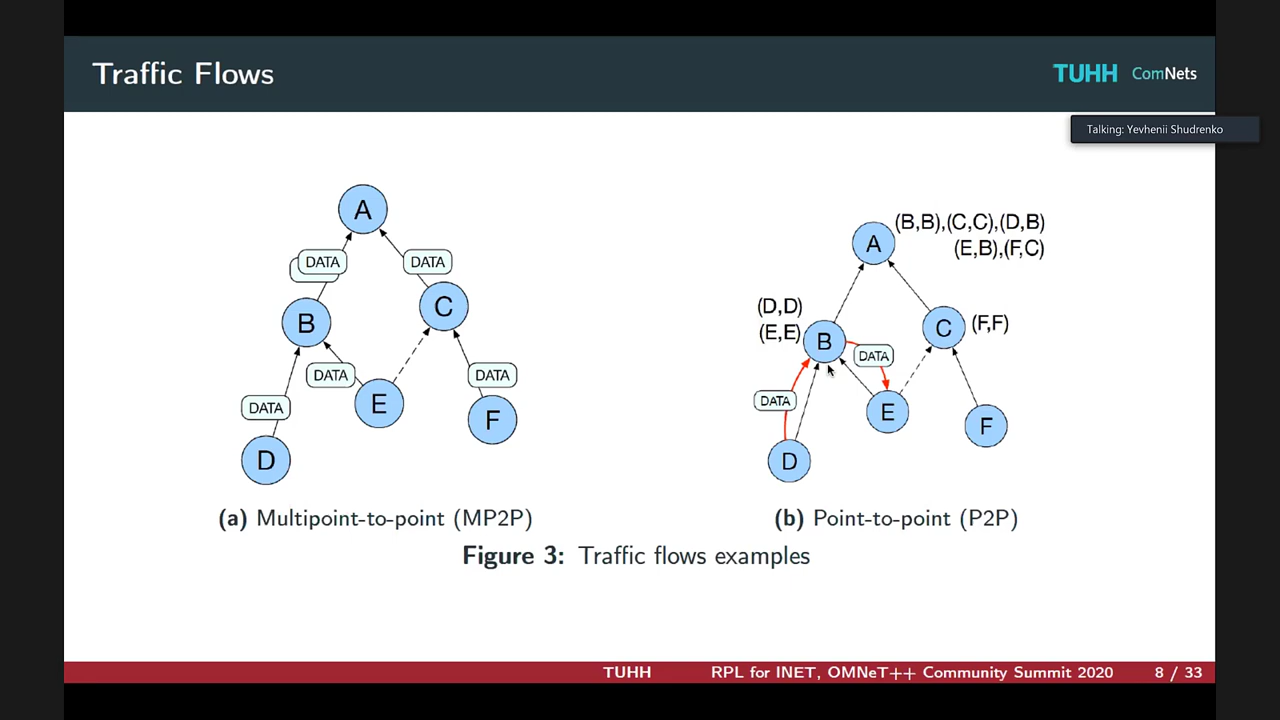 Traffic Flows
TUHH ComNets
Talking: Yevhenii Shudrenko
A
DATA
DATA
B
C
DATA
DATA
DATA
E
F
D
(a) Multipoint-to-point (MP2P)
(B,B),(C,C),(D,B)
A
(E,B),(F,C)
(D,D)
(E,E)
B
C
(F,F)
DATA
DATA
E
F
D
(b) Point-to-point (P2P)
Figure 3: Traffic flows examples
TUHH
RPL for INET, OMNeT++ Community Summit 2020
8 / 33